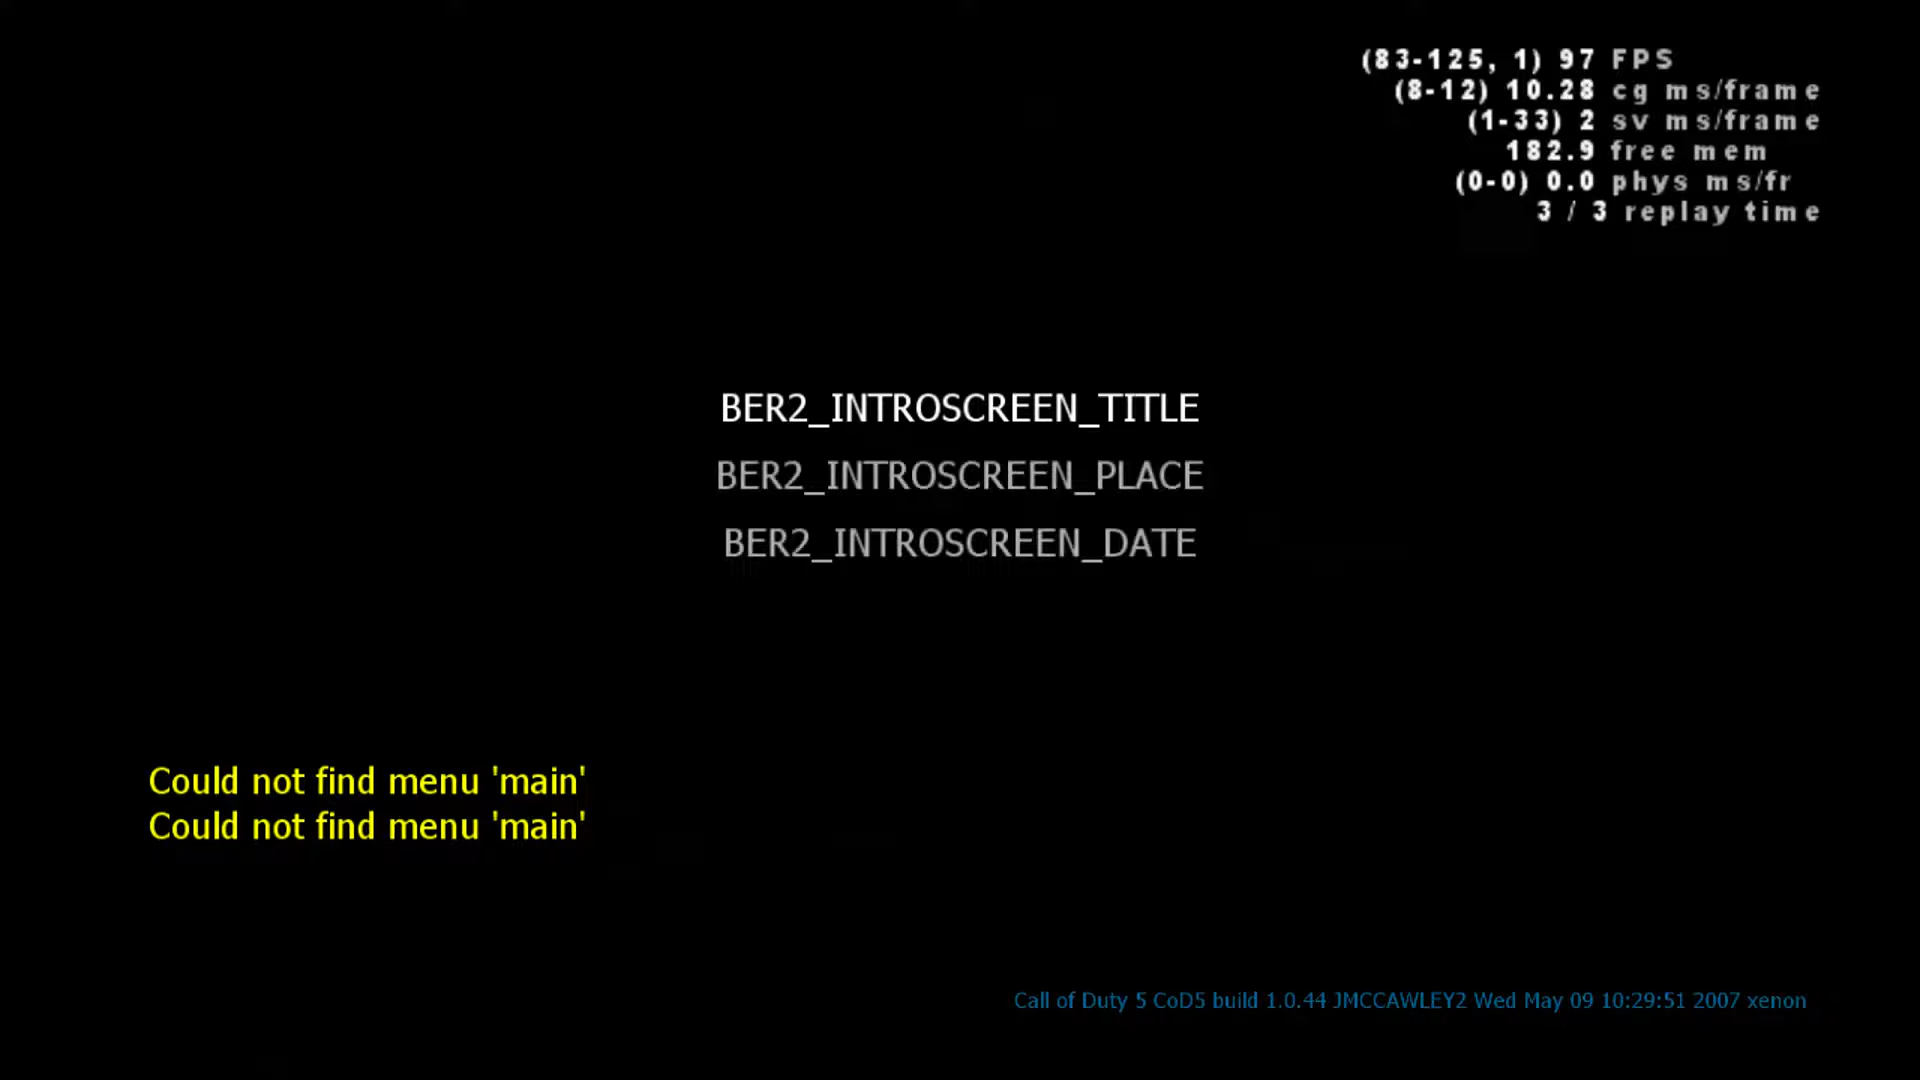 (83-125, 1) 97 FPS
(8-12) 10.28 cg ms/frame
(1-33) 2 sv ms/frame
182.9 free mem
(0-0) 0.0 phys ms/fr
3 / 3 replay time
BER2_INTROSCREEN_TITLE
BER2_INTROSCREEN_PLACE
BER2_INTROSCREEN_DATE
Could not find menu 'main'
Could not find menu 'main'
Call of Duty 5 CoD5 build 1.0.44 JMCCAWLEY2 Wed May 09 10:29:51 2007 xenon